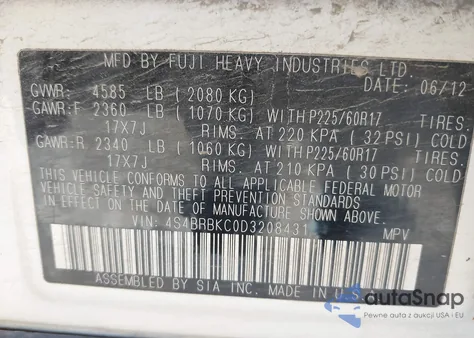 MFD BY FUJI HEAVY INDUSTRIES LTD.
DATE: 06/12
GVWR: 4585 LB (2080 KG)
GAWR:F 2360 LB (1070 KG) WITH P225/60R17 TIRES
17X7J RIMS, AT 220 KPA (32 PSI) COLD
GAWR:R 2340 LB (1060 KG) WITH P225/60R17 TIRES.
17X7J RIMS, AT 210 KPA (30 PSI) COLD
THIS VEHICLE CONFORMS TO ALL APPLICABLE FEDERAL MOTOR
VEHICLE SAFETY AND THEFT PREVENTION STANDARDS
IN EFFECT ON THE DATE OF MANUFACTURE SHOWN ABOVE.
VIN: 4S4BRBKC0D3208431 MPV
ASSEMBLED BY SIA INC. MADE IN U.S.A.
autoSnap
Pewne auta z aukcji USA i EU